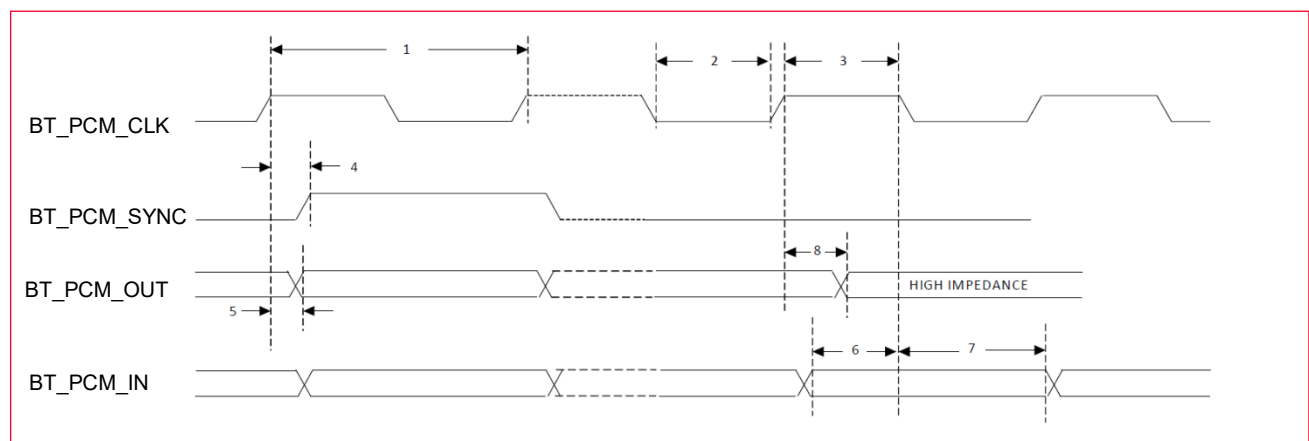 1
2
3
BT_PCM_CLK
4
BT_PCM_SYNC
8
BT_PCM_OUT
HIGH IMPEDANCE
5
6
7
BT_PCM_IN